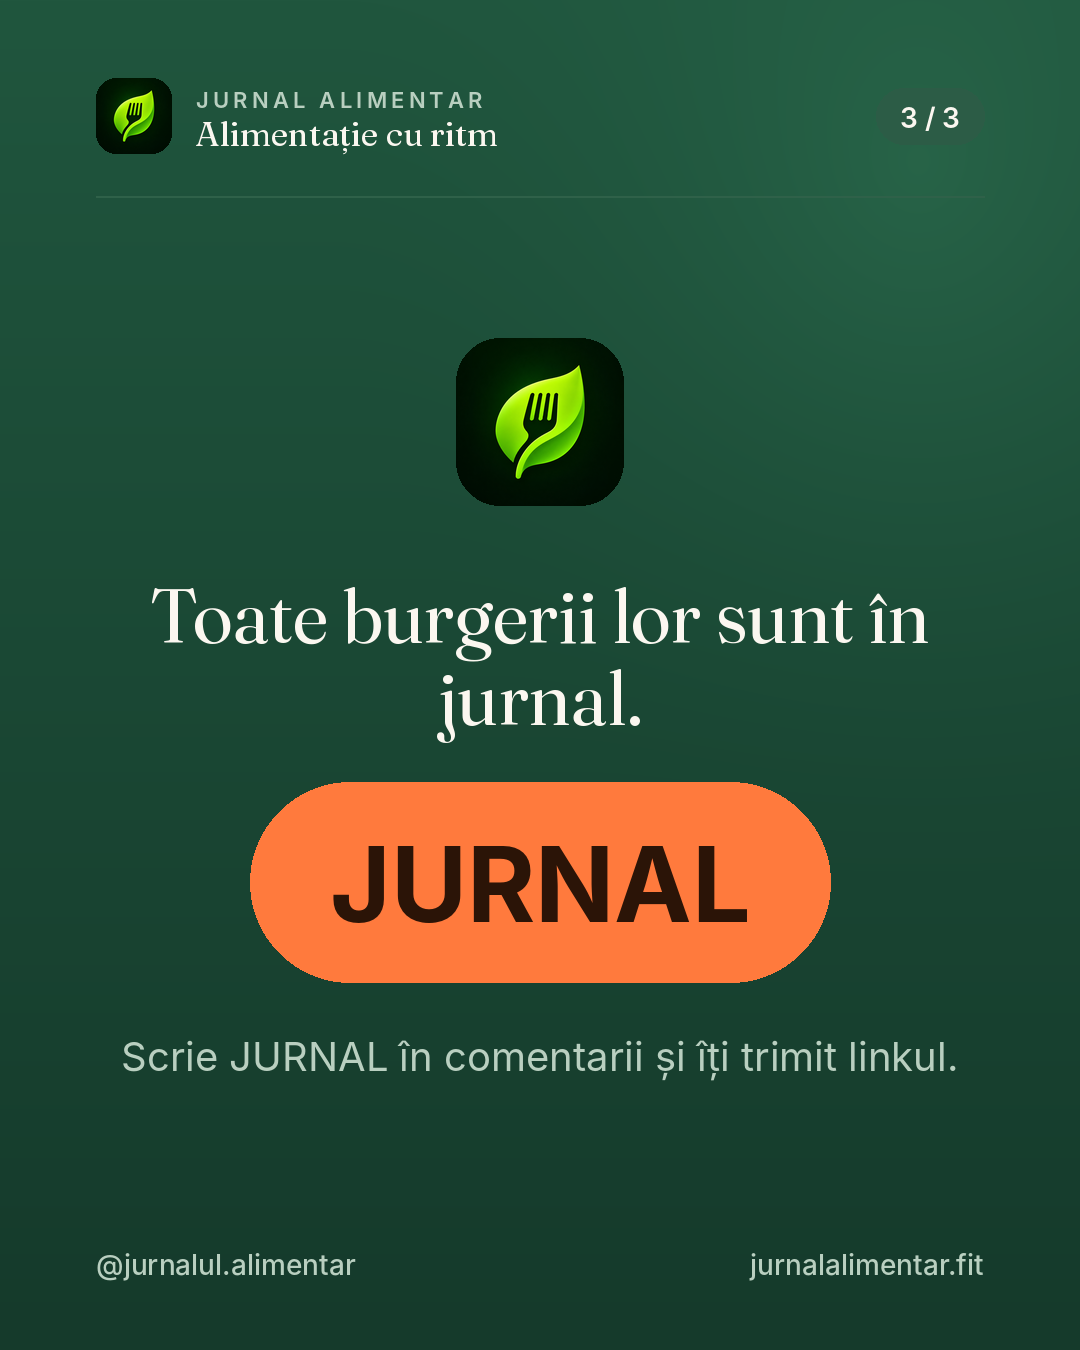 JURNAL ALIMENTAR
Alimentație cu ritm
3 / 3
Toate burgerii lor sunt în
jurnal.
JURNAL
Scrie JURNAL în comentarii și îți trimit linkul.
@jurnalul.alimentar
jurnalalimentar.fit